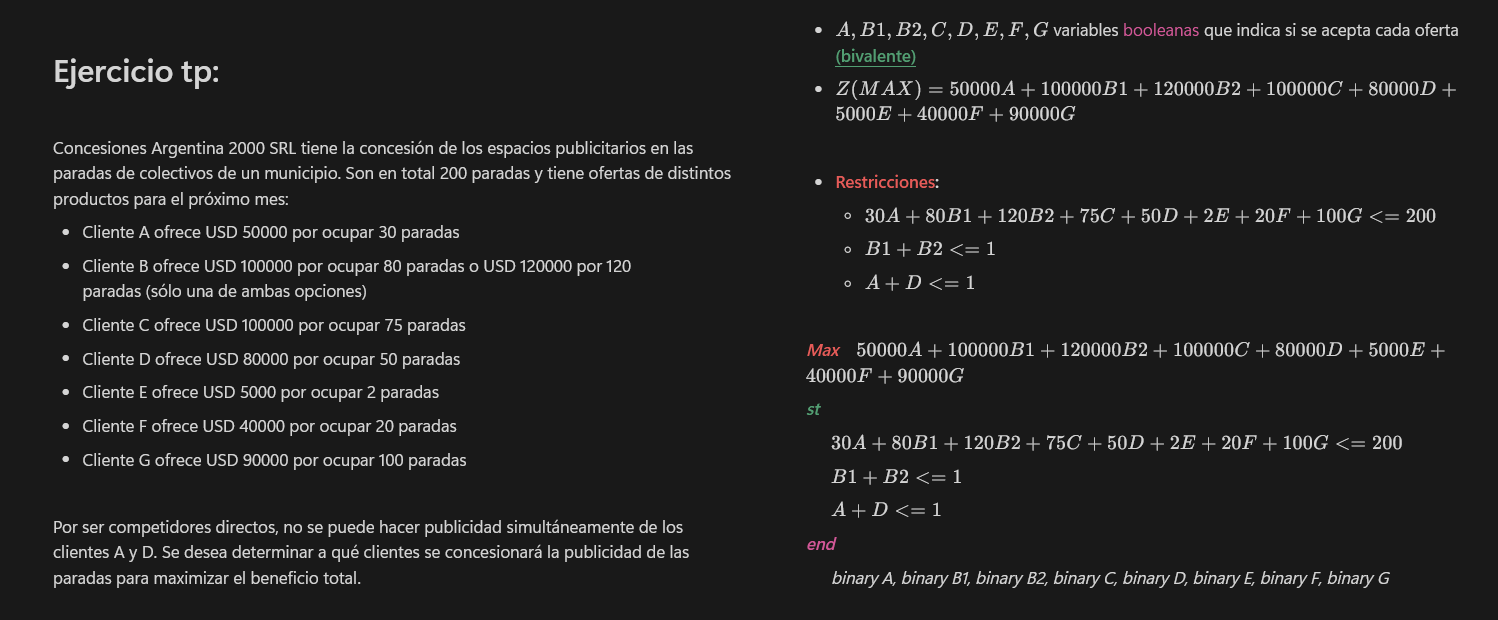 Ejercicio tp:
Concesiones Argentina 2000 SRL tiene la concesión de los espacios publicitarios en las
paradas de colectivos de un municipio. Son en total 200 paradas y tiene ofertas de distintos
productos para el próximo mes:
• Cliente A ofrece USD 50000 por ocupar 30 paradas
• Cliente B ofrece USD 100000 por ocupar 80 paradas o USD 120000 por 120
paradas (sólo una de ambas opciones)
• Cliente C ofrece USD 100000 por ocupar 75 paradas
• Cliente D ofrece USD 80000 por ocupar 50 paradas
• Cliente E ofrece USD 5000 por ocupar 2 paradas
• Cliente F ofrece USD 40000 por ocupar 20 paradas
• Cliente G ofrece USD 90000 por ocupar 100 paradas
Por ser competidores directos, no se puede hacer publicidad simultáneamente de los
clientes A y D. Se desea determinar a qué clientes se concesionará la publicidad de las
paradas para maximizar el beneficio total.
• A, B1, B2, C, D, E, F, G variables booleanas que indica si se acepta cada oferta
(bivalente)
• Z(MAX) = 50000A + 100000B1 + 120000B2 + 100000C + 80000D +
5000E + 40000F + 90000G
• Restricciones:
◦ 30A + 80B1 + 120B2 + 75C + 50D + 2E + 20F + 100G <= 200
◦ B1 + B2 <= 1
◦ A + D <= 1
Max 50000A + 100000B1 + 120000B2 + 100000C + 80000D + 5000E +
40000F + 90000G
st
30A + 80B1 + 120B2 + 75C + 50D + 2E + 20F + 100G <= 200
B1 + B2 <= 1
A + D <= 1
end
binary A, binary B1, binary B2, binary C, binary D, binary E, binary F, binary G